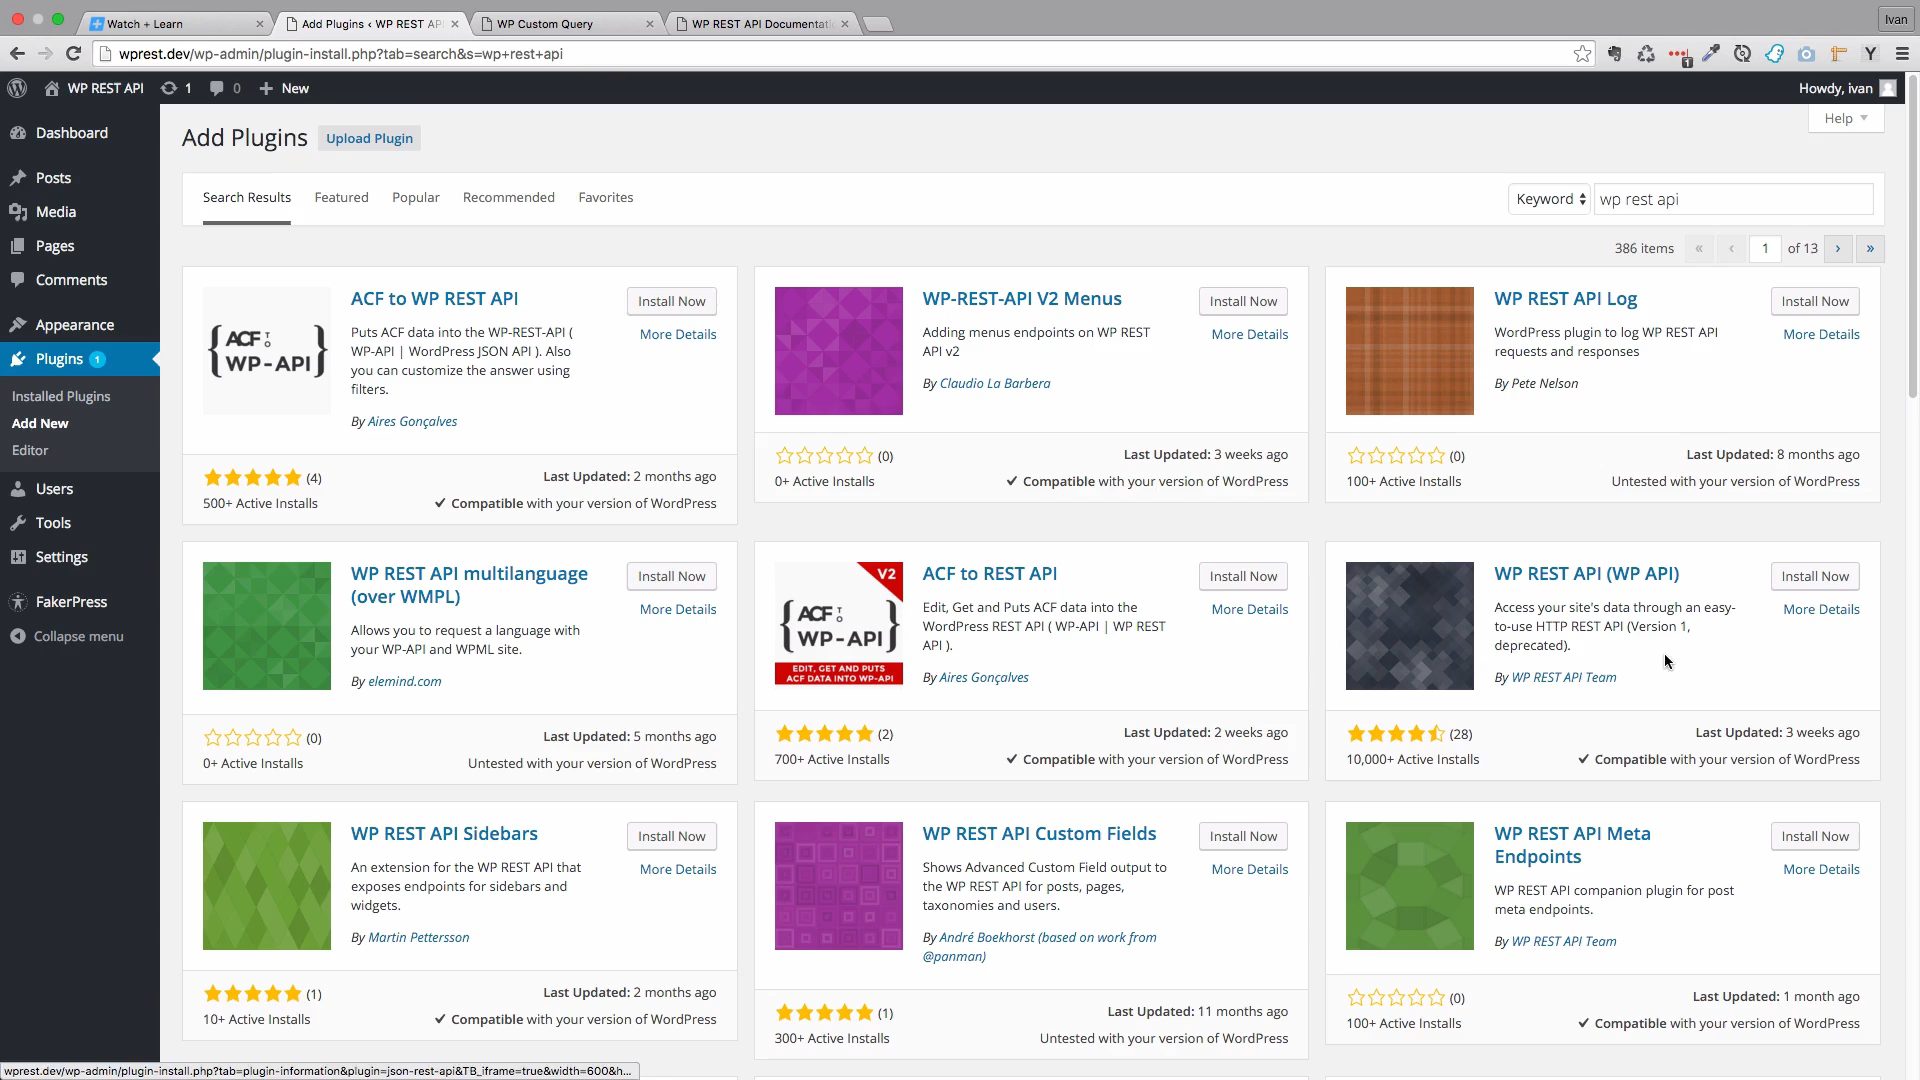 Watch + Learn
Add Plugins ‹ WP REST AP
WP Custom Query
WP REST API Documentati
Ivan
wprest.dev/wp-admin/plugin-install.php?tab=search&s=wp+rest+api
1
Y
WP REST API
1
0
New
Howdy, ivan
Help
Dashboard
Posts
Media
Pages
Comments
Appearance
Plugins 1
Installed Plugins
Add New
Editor
Users
Tools
Settings
FakerPress
Collapse menu
Add Plugins
Upload Plugin
Search Results
Featured
Popular
Recommended
Favorites
Keyword
wp rest api
386 items « ‹ 1 of 13 › »
{ACF TO
WP-API}
ACF to WP REST API
Install Now
More Details
Puts ACF data into the WP-REST-API (
WP-API | WordPress JSON API ). Also
you can customize the answer using
filters.
By Aires Gonçalves
(4)
500+ Active Installs
Last Updated: 2 months ago
Compatible with your version of WordPress
WP-REST-API V2 Menus
Install Now
More Details
Adding menus endpoints on WP REST
API v2
By Claudio La Barbera
(0)
0+ Active Installs
Last Updated: 3 weeks ago
Compatible with your version of WordPress
WP REST API Log
Install Now
More Details
WordPress plugin to log WP REST API
requests and responses
By Pete Nelson
(0)
100+ Active Installs
Last Updated: 8 months ago
Untested with your version of WordPress
WP REST API multilanguage
(over WMPL)
Install Now
More Details
Allows you to request a language with
your WP-API and WPML site.
By elemind.com
(0)
0+ Active Installs
Last Updated: 5 months ago
Untested with your version of WordPress
V2
{ACF TO
WP-API}
EDIT, GET AND PUTS
ACF DATA INTO WP-API
ACF to REST API
Install Now
More Details
Edit, Get and Puts ACF data into the
WordPress REST API ( WP-API | WP REST
API ).
By Aires Gonçalves
(2)
700+ Active Installs
Last Updated: 2 weeks ago
Compatible with your version of WordPress
WP REST API (WP API)
Install Now
More Details
Access your site's data through an easy-
to-use HTTP REST API (Version 1,
deprecated).
By WP REST API Team
(28)
10,000+ Active Installs
Last Updated: 3 weeks ago
Compatible with your version of WordPress
WP REST API Sidebars
Install Now
More Details
An extension for the WP REST API that
exposes endpoints for sidebars and
widgets.
By Martin Pettersson
(1)
10+ Active Installs
Last Updated: 2 months ago
Compatible with your version of WordPress
WP REST API Custom Fields
Install Now
More Details
Shows Advanced Custom Field output to
the WP REST API for posts, pages,
taxonomies and users.
By André Boekhorst (based on work from
@panman)
(1)
300+ Active Installs
Last Updated: 11 months ago
Untested with your version of WordPress
WP REST API Meta
Endpoints
Install Now
More Details
WP REST API companion plugin for post
meta endpoints.
By WP REST API Team
(0)
100+ Active Installs
Last Updated: 1 month ago
Compatible with your version of WordPress
wprest.dev/wp-admin/plugin-install.php?tab=plugin-information&plugin=json-rest-api&TB_iframe=true&width=600&h...